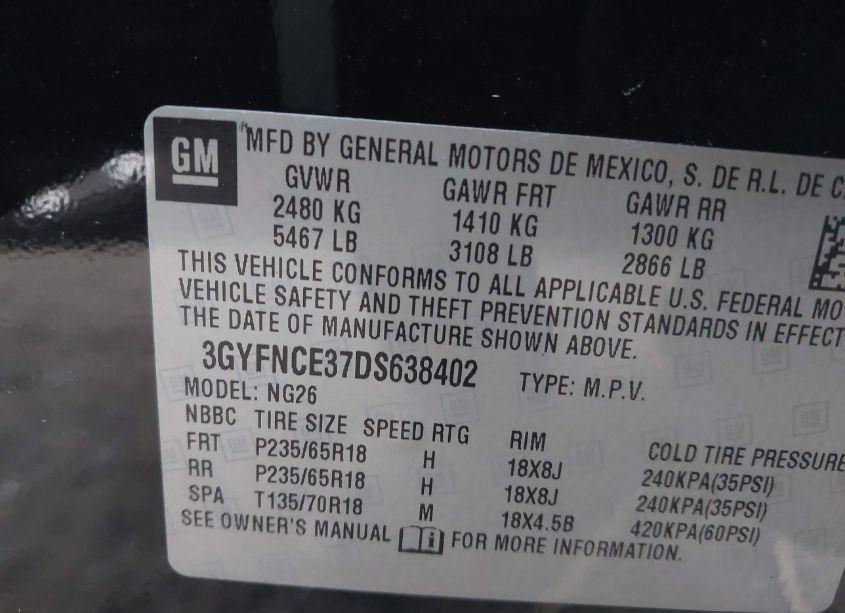 GM MFD BY GENERAL MOTORS DE MEXICO, S. DE R.L. DE C.
GVWR GAWR FRT GAWR RR
2480 KG 1410 KG 1300 KG
5467 LB 3108 LB 2866 LB
THIS VEHICLE CONFORMS TO ALL APPLICABLE U.S. FEDERAL MO
VEHICLE SAFETY AND THEFT PREVENTION STANDARDS IN EFFECT
THE DATE OF MANUFACTURE SHOWN ABOVE.
3GYFNCE37DS638402 TYPE: M.P.V.
MODEL: NG26
NBBC TIRE SIZE SPEED RTG RIM COLD TIRE PRESSURE
FRT P235/65R18 H 18X8J 240KPA(35PSI)
RR P235/65R18 H 18X8J 240KPA(35PSI)
SPA T135/70R18 M 18X4.5B 420KPA(60PSI)
SEE OWNER'S MANUAL FOR MORE INFORMATION.